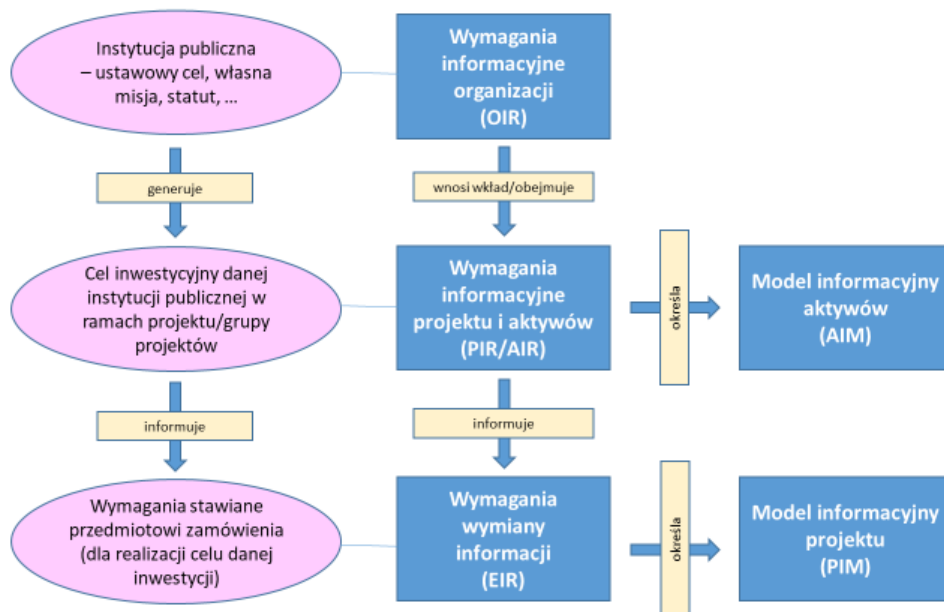 Instytucja publiczna
– ustawowy cel, własna
misja, statut, ...
Wymagania
informacyjne
organizacji
(OIR)
generuje
wnosi wkład/obejmuje
Cel inwestycyjny danej
instytucji publicznej w
ramach projektu/grupy
projektów
Wymagania
informacyjne
projektu i aktywów
(PIR/AIR)
określa
Model informacyjny
aktywów
(AIM)
informuje
informuje
Wymagania stawiane
przedmiotowi zamówienia
(dla realizacji celu danej
inwestycji)
Wymagania
wymiany
informacji
(EIR)
określa
Model informacyjny
projektu
(PIM)